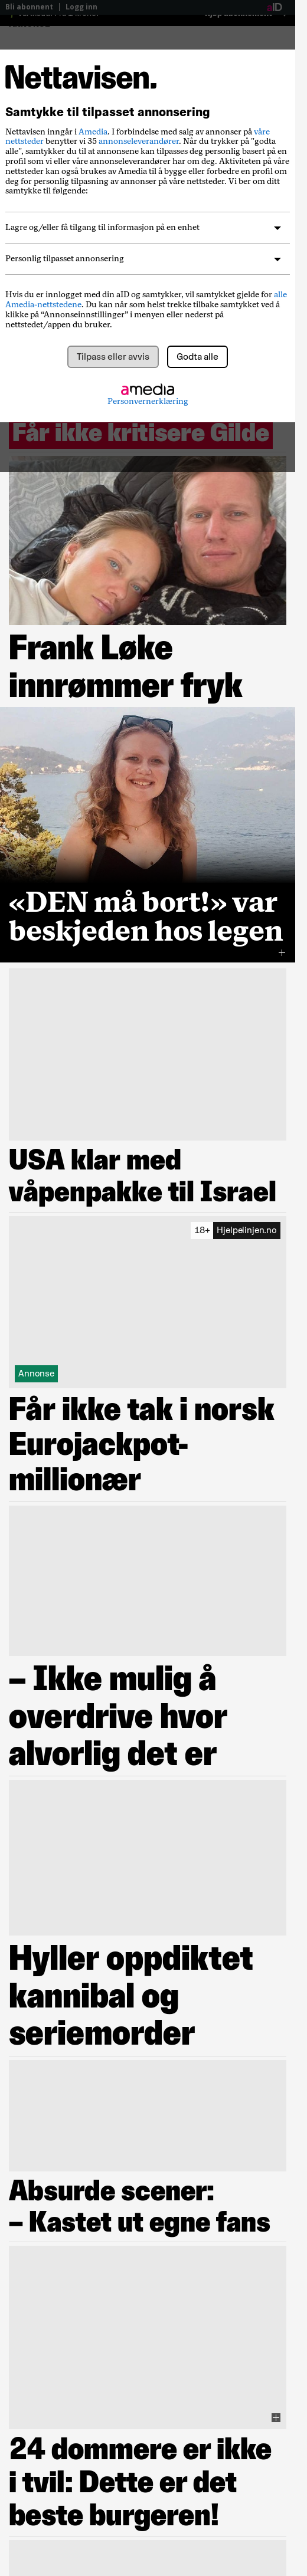 Bli abonnent | Logg inn
aID
Nettavisen.
Samtykke til tilpasset annonsering
Nettavisen inngår i Amedia. I forbindelse med salg av annonser på våre
nettsteder benytter vi 35 annonseleverandører. Når du trykker på "godta
alle", samtykker du til at annonsene kan tilpasses deg personlig basert på en
profil som vi eller våre annonseleverandører har om deg. Aktiviteten på våre
nettsteder kan også brukes av Amedia til å bygge eller forbedre en profil om
deg for personlig tilpasning av annonser på våre nettsteder. Vi ber om ditt
samtykke til følgende:
Lagre og/eller få tilgang til informasjon på en enhet
Personlig tilpasset annonsering
Hvis du er innlogget med din aID og samtykker, vil samtykket gjelde for alle
Amedia-nettstedene. Du kan når som helst trekke tilbake samtykket ved å
klikke på “Annonseinnstillinger” i menyen eller nederst på
nettstedet/appen du bruker.
Tilpass eller avvis
Godta alle
amedia
Personvernerklæring
Får ikke kritisere Gilde
Frank Løke
innrømmer fryk
«DEN må bort!» var
beskjeden hos legen
USA klar med
våpenpakke til Israel
18+ Hjelpelinjen.no
Annonse
Får ikke tak i norsk
Eurojackpot-
millionær
– Ikke mulig å
overdrive hvor
alvorlig det er
Hyller oppdiktet
kannibal og
seriemorder
Absurde scener:
– Kastet ut egne fans
24 dommere er ikke
i tvil: Dette er det
beste burgeren!